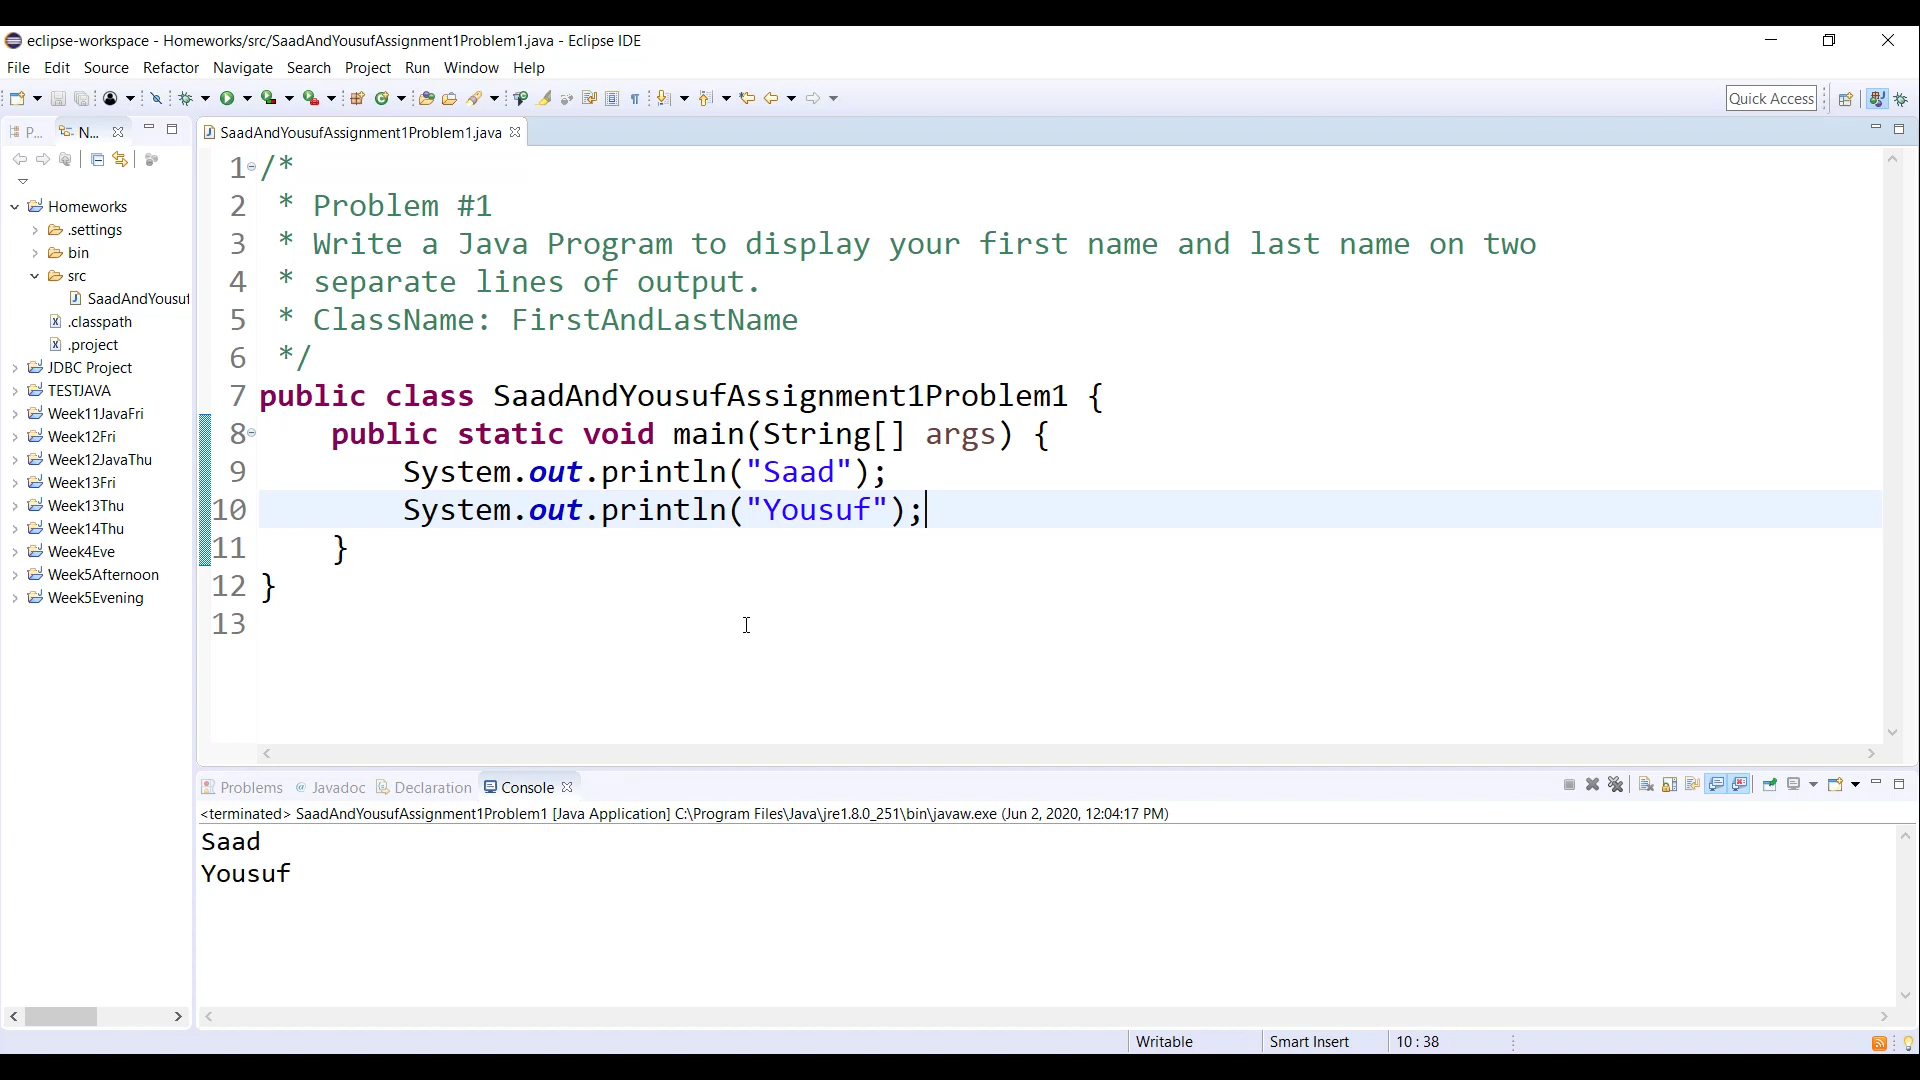 eclipse-workspace - Homeworks/src/SaadAndYousufAssignment1Problem1.java - Eclipse IDE
File Edit Source Refactor Navigate Search Project Run Window Help
Quick Access
P... N...
SaadAndYousufAssignment1Problem1.java
Homeworks
.settings
bin
src
SaadAndYousuf
.classpath
.project
JDBC Project
TESTJAVA
Week11JavaFri
Week12Fri
Week12JavaThu
Week13Fri
Week13Thu
Week14Thu
Week4Eve
Week5Afternoon
Week5Evening
1 /*
2 * Problem #1
3 * Write a Java Program to display your first name and last name on two
4 * separate lines of output.
5 * ClassName: FirstAndLastName
6 */
7 public class SaadAndYousufAssignment1Problem1 {
8 public static void main(String[] args) {
9 System.out.println("Saad");
10 System.out.println("Yousuf");
11 }
12 }
13
Problems @ Javadoc Declaration Console
<terminated> SaadAndYousufAssignment1Problem1 [Java Application] C:\Program Files\Java\jre1.8.0_251\bin\javaw.exe (Jun 2, 2020, 12:04:17 PM)
Saad
Yousuf
Writable Smart Insert 10 : 38